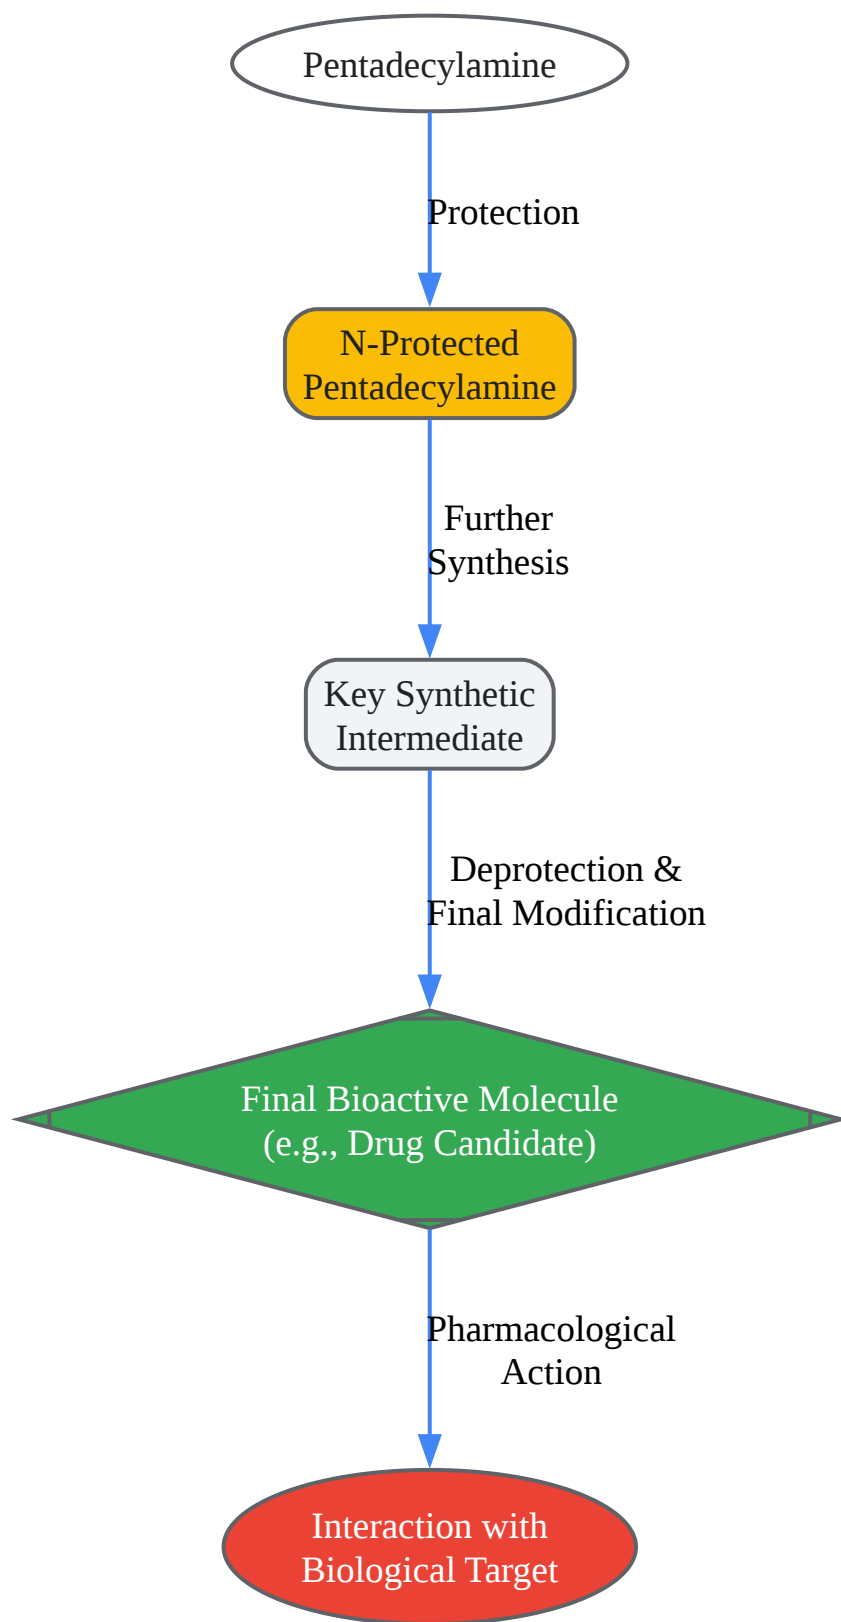 Pentadecylamine
Protection
N-Protected
Pentadecylamine
Further
Synthesis
Key Synthetic
Intermediate
Deprotection &
Final Modification
Final Bioactive Molecule
(e.g., Drug Candidate)
Pharmacological
Action
Interaction with
Biological Target